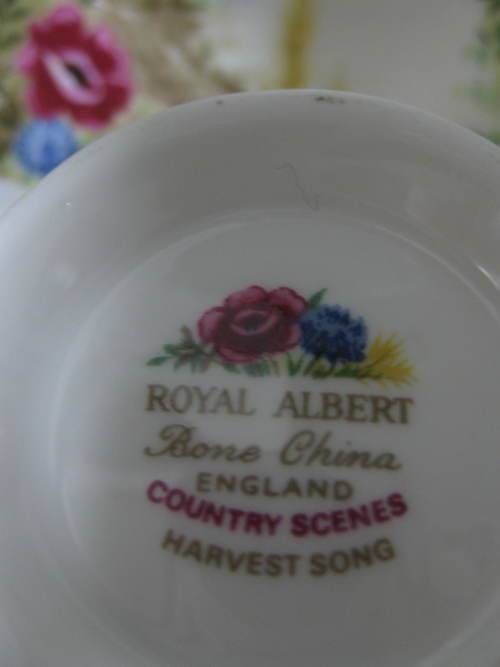 ROYAL ALBERT
Bone China
ENGLAND
COUNTRY SCENES
HARVEST SONG